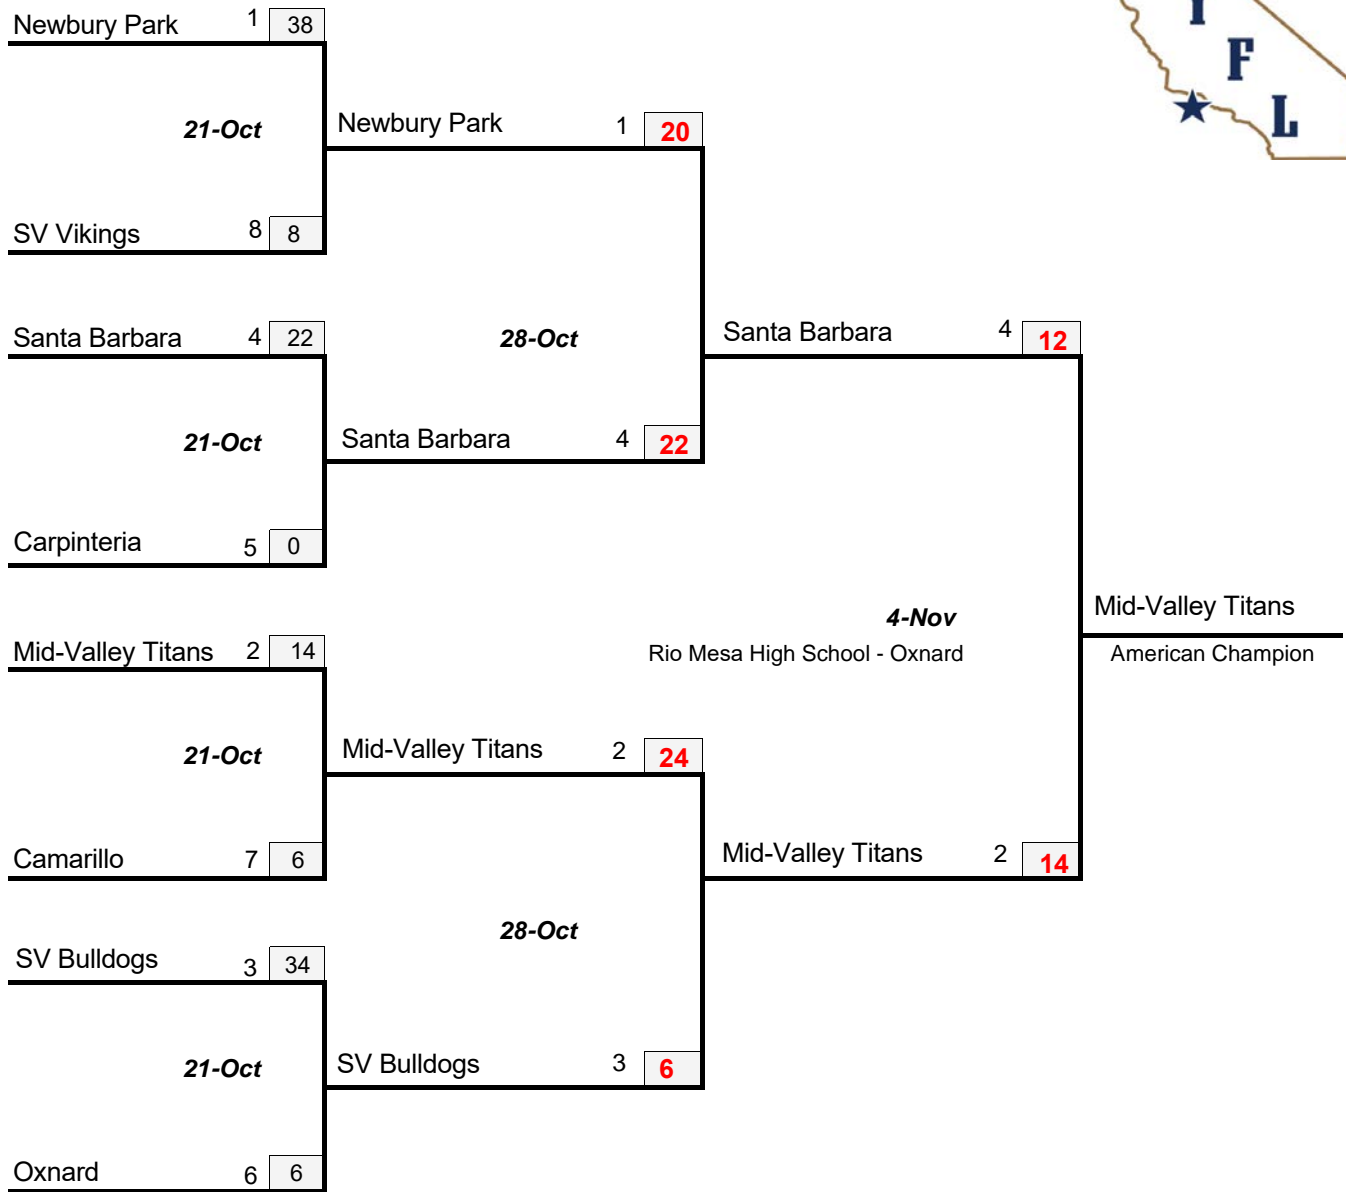 Newbury Park 1 38
21-Oct
SV Vikings 8 8
Newbury Park 1 20
Santa Barbara 4 22
21-Oct
Carpinteria 5 0
28-Oct
Santa Barbara 4 22
Santa Barbara 4 12
Mid-Valley Titans 2 14
21-Oct
Camarillo 7 6
Mid-Valley Titans 2 24
SV Bulldogs 3 34
21-Oct
Oxnard 6 6
28-Oct
SV Bulldogs 3 6
Mid-Valley Titans 2 14
4-Nov
Rio Mesa High School - Oxnard
Mid-Valley Titans
American Champion
F
L